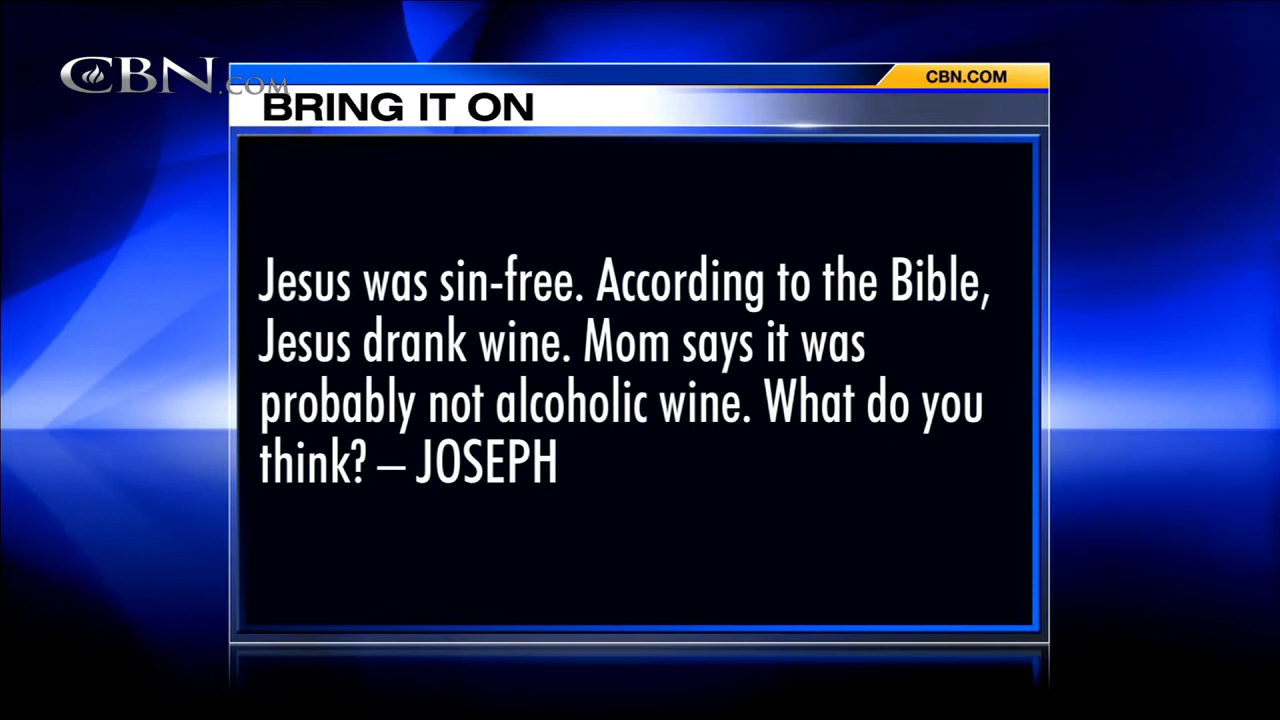 CBN.COM
CBN.COM
BRING IT ON
Jesus was sin-free. According to the Bible,
Jesus drank wine. Mom says it was
probably not alcoholic wine. What do you
think? – JOSEPH